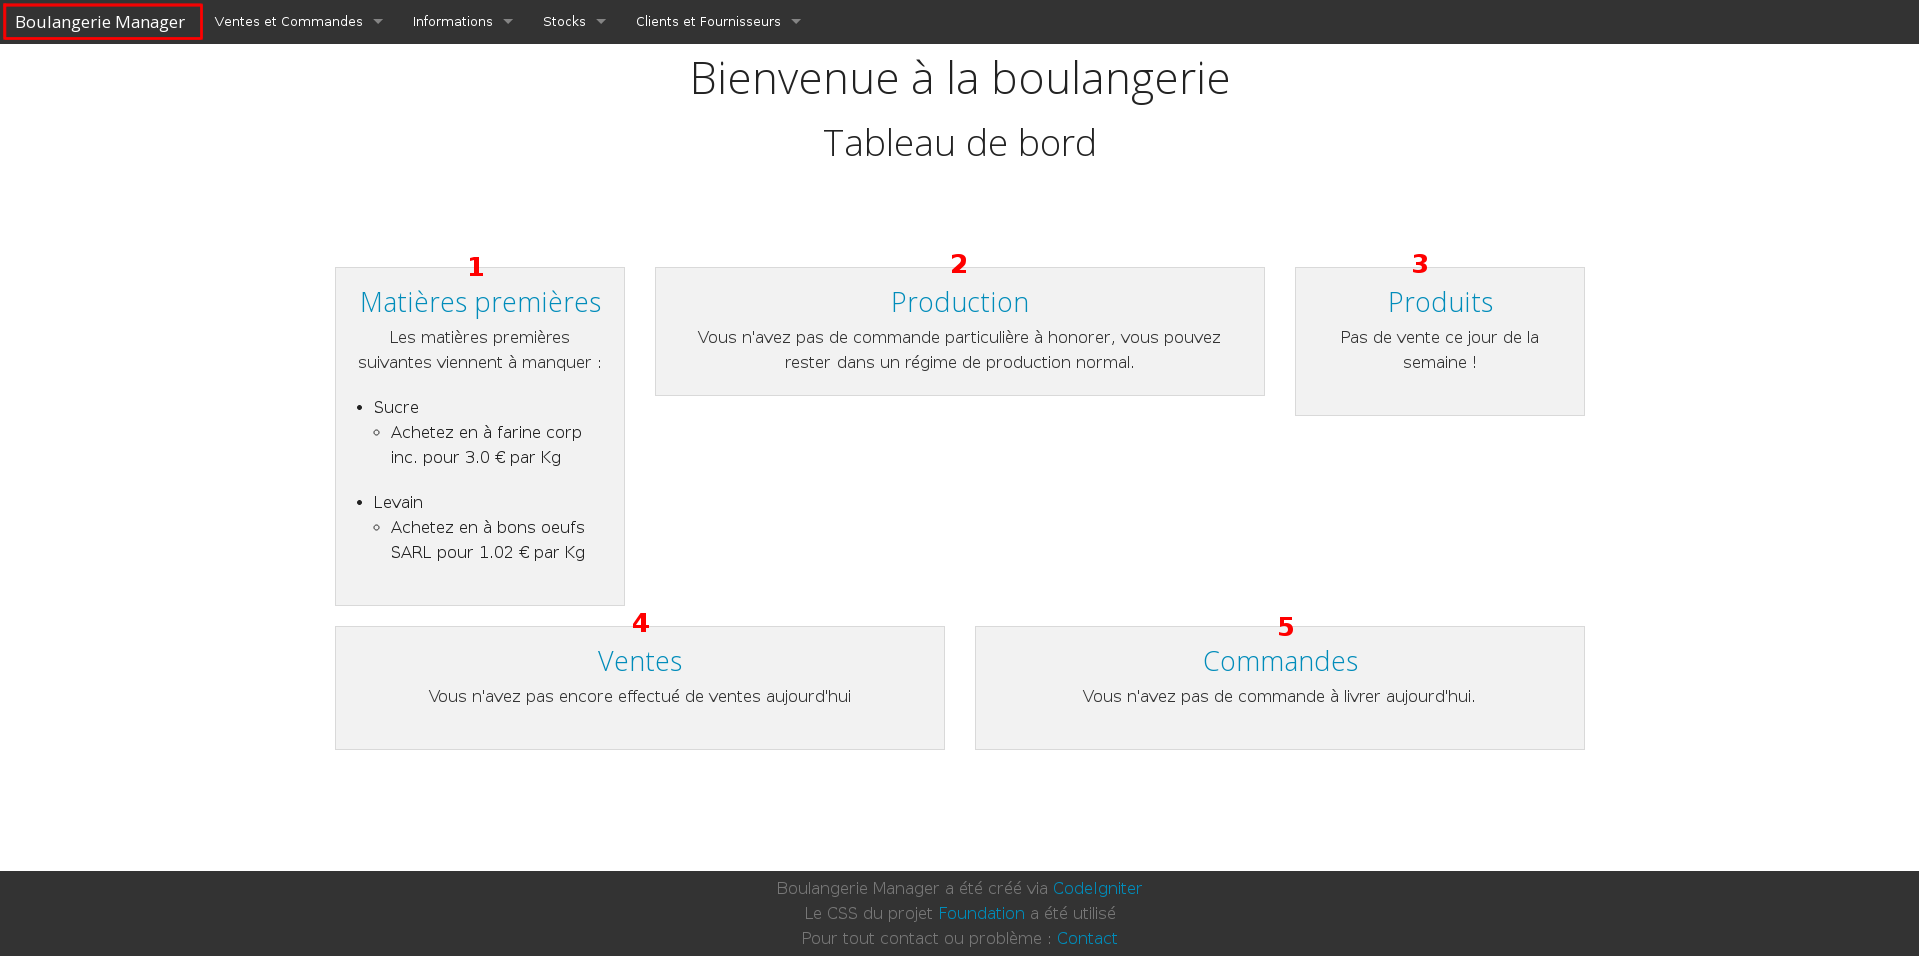 Boulangerie Manager
Ventes et Commandes
Informations
Stocks
Clients et Fournisseurs
Bienvenue à la boulangerie
Tableau de bord
1
Matières premières
Les matières premières
suivantes viennent à manquer :
Sucre
Achetez en à farine corp
inc. pour 3.0 € par Kg
Levain
Achetez en à bons oeufs
SARL pour 1.02 € par Kg
2
Production
Vous n'avez pas de commande particulière à honorer, vous pouvez
rester dans un régime de production normal.
3
Produits
Pas de vente ce jour de la
semaine !
4
Ventes
Vous n'avez pas encore effectué de ventes aujourd'hui
5
Commandes
Vous n'avez pas de commande à livrer aujourd'hui.
Boulangerie Manager a été créé via CodeIgniter
Le CSS du projet Foundation a été utilisé
Pour tout contact ou problème : Contact